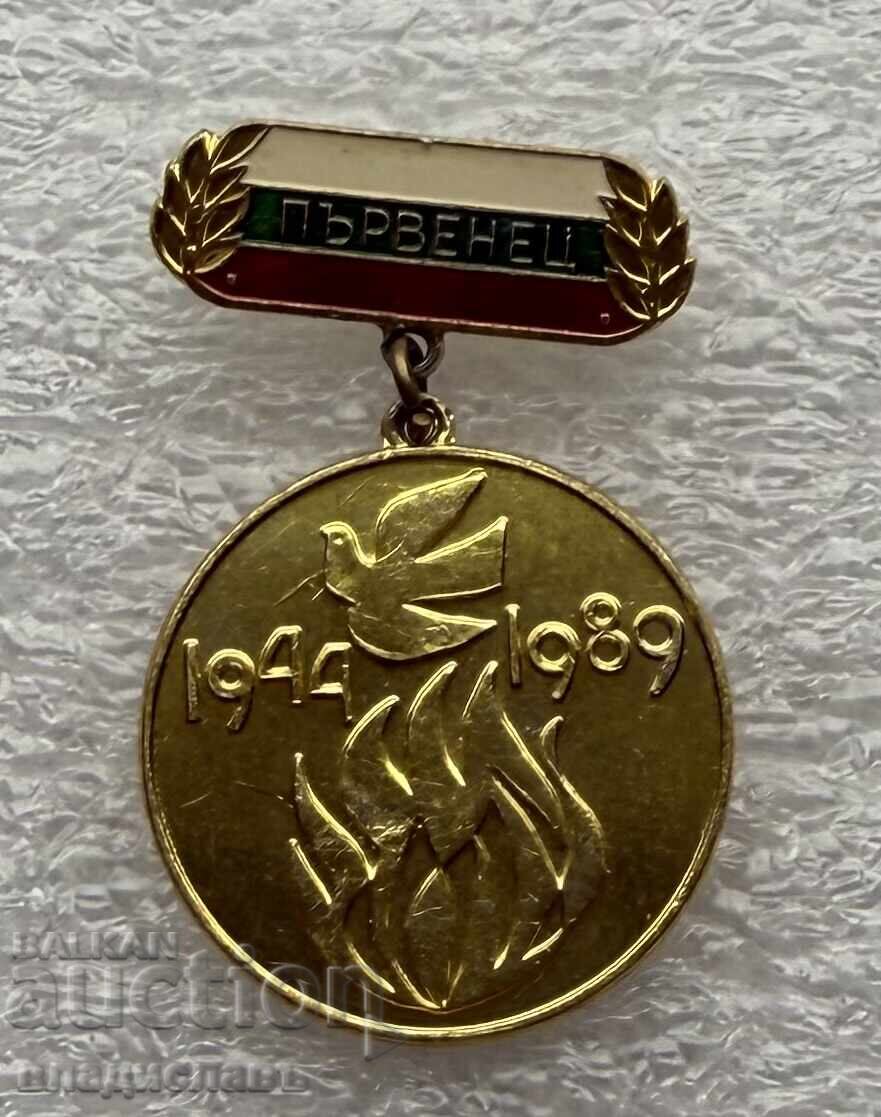 ПЪРВЕНЕЦ
1944 1989
BALKAN
auction
владиславъ